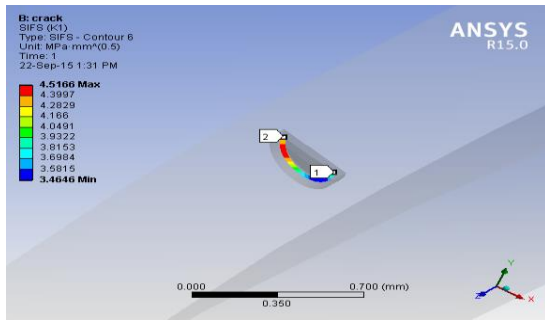 B: crack
SIFS (K1)
Type: SIFS - Contour 6
Unit: MPa·mm^(0.5)
Time: 1
22-Sep-15 1:31 PM
4.5166 Max
4.3997
4.2829
4.166
4.0491
3.9322
3.8153
3.6984
3.5815
3.4646 Min
ANSYS
R15.0
2
1
0.000
0.700 (mm)
0.350
Y
Z
X